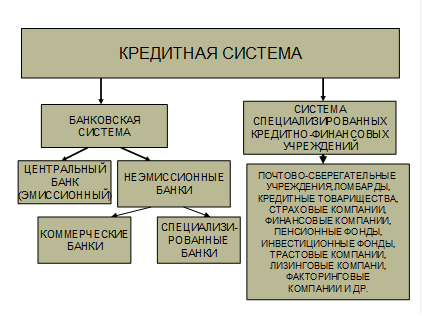 КРЕДИТНАЯ СИСТЕМА
БАНКОВСКАЯ
СИСТЕМА
СИСТЕМА
СПЕЦИАЛИЗИРОВАННЫХ
КРЕДИТНО-ФИНАНСОВЫХ
УЧРЕЖДЕНИЙ
ЦЕНТРАЛЬНЫЙ
БАНК
(ЭМИССИОННЫЙ)
НЕЭМИССИОННЫЕ
БАНКИ
КОММЕРЧЕСКИЕ
БАНКИ
СПЕЦИАЛИЗИ-
РОВАННЫЕ
БАНКИ
ПОЧТОВО-СБЕРЕГАТЕЛЬНЫЕ
УЧРЕЖДЕНИЯ,ЛОМБАРДЫ,
КРЕДИТНЫЕ ТОВАРИЩЕСТВА,
СТРАХОВЫЕ КОМПАНИИ,
ФИНАНСОВЫЕ КОМПАНИИ,
ПЕНСИОННЫЕ ФОНДЫ,
ИНВЕСТИЦИОННЫЕ ФОНДЫ,
ТРАСТОВЫЕ КОМПАНИИ,
ЛИЗИНГОВЫЕ КОМПАНИ,
ФАКТОРИНГОВЫЕ
КОМПАНИИ И ДР.